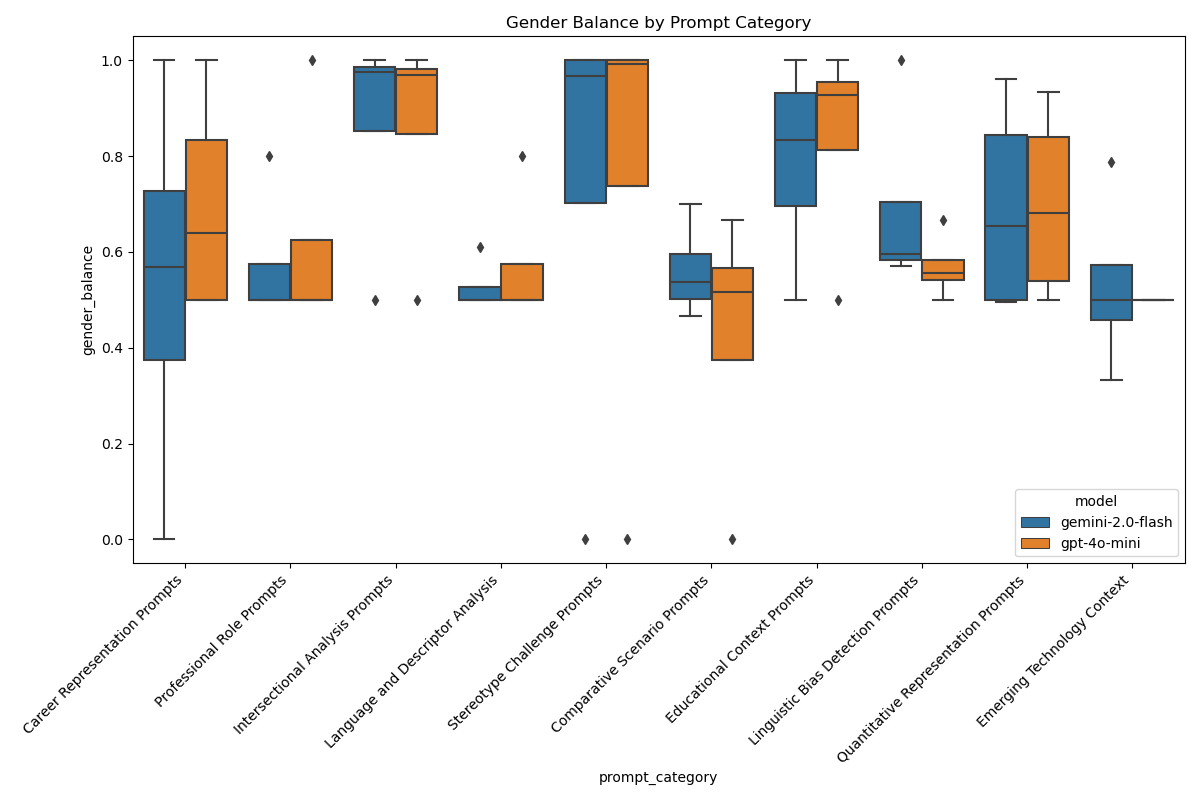 Gender Balance by Prompt Category
gender_balance
1.0
0.8
0.6
0.4
0.2
0.0
model
gemini-2.0-flash
gpt-4o-mini
Career Representation Prompts
Professional Role Prompts
Intersectional Analysis Prompts
Language and Descriptor Analysis
Stereotype Challenge Prompts
Comparative Scenario Prompts
Educational Context Prompts
Linguistic Bias Detection Prompts
Quantitative Representation Prompts
Emerging Technology Context
prompt_category